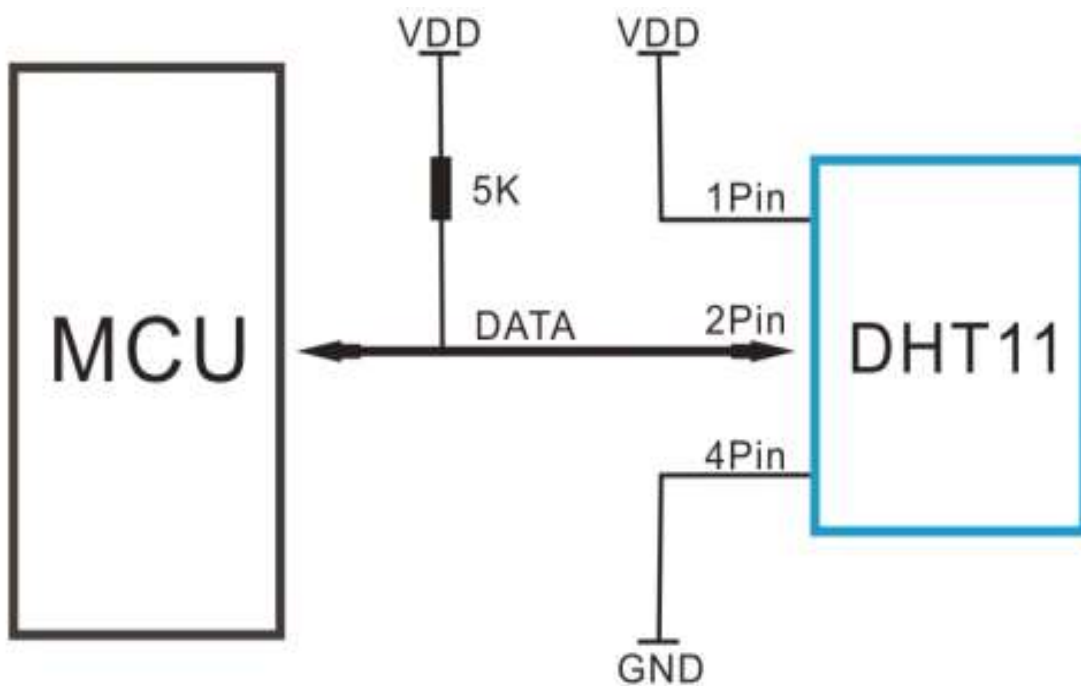 VDD
VDD
5K
1Pin
MCU
DATA
2Pin
DHT11
4Pin
GND